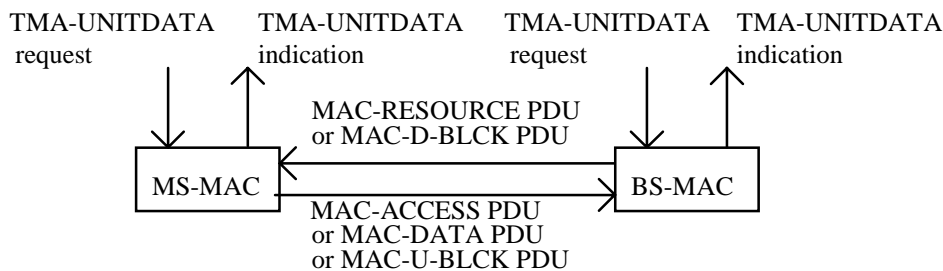 TMA-UNITDATA
request
TMA-UNITDATA
indication
TMA-UNITDATA
request
TMA-UNITDATA
indication
MAC-RESOURCE PDU
or MAC-D-BLCK PDU
MS-MAC
BS-MAC
MAC-ACCESS PDU
or MAC-DATA PDU
or MAC-U-BLCK PDU